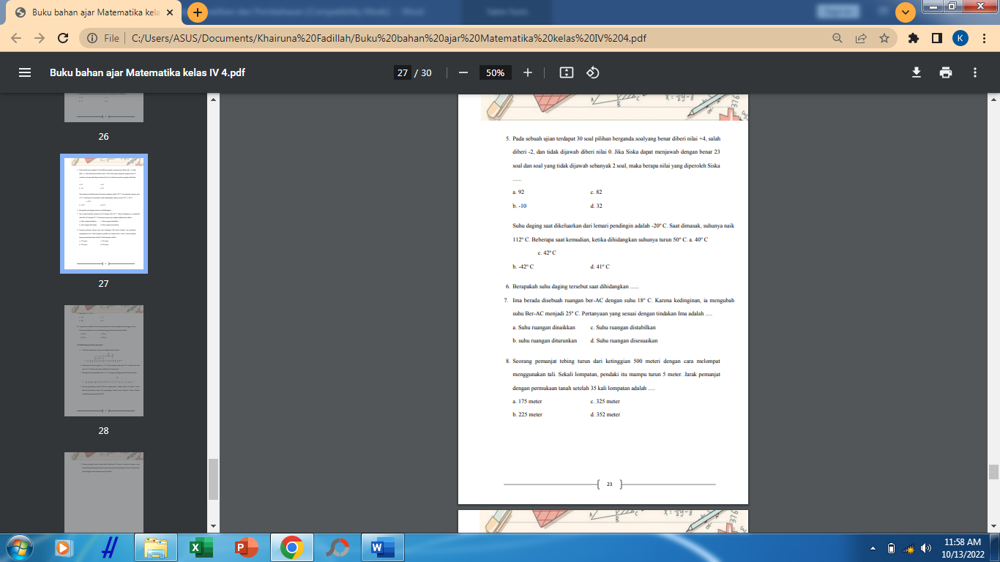 Buku bahan ajar Matematika kela
File
C:/Users/ASUS/Documents/Khairuna%20Fadillah/Buku%20bahan%20ajar%20Matematika%20kelas%20IV%204.pdf
K
Buku bahan ajar Matematika kelas IV 4.pdf
27 / 30
50%
26
27
28
5. Pada sebuah ujian terdapat 30 soal pilihan berganda.soalyang benar diberi nilai +4, salah
diberi -2, dan tidak dijawab diberi nilai 0. Jika Siska dapat menjawab dengan benar 23
soal dan soal yang tidak dijawab sebanyak 2 soal, maka berapa nilai yang diperoleh Siska
......
a. 92 c. 82
b. -10 d. 32
Suhu daging saat dikeluarkan dari lemari pendingin adalah -20º C. Saat dimasak, suhunya naik
112º C. Beberapa saat kemudian, ketika dihidangkan suhunya turun 50º C. a. 40º C
c. 42º C
b. -42º C d. 41º C
6. Berapakah suhu daging tersebut saat dihidangkan ......
7. Ima berada disebuah ruangan ber-AC dengan suhu 18º C. Karena kedinginan, ia mengubah
suhu Ber-AC menjadi 25º C. Pertanyaan yang sesuai dengan tindakan Ima adalah .....
a. Suhu ruangan dinaikkan c. Suhu ruangan distabilkan
b. suhu ruangan diturunkan d. Suhu ruangan disesuaikan
8. Seorang pemanjat tebing turun dari ketinggian 500 meteri dengan cara melompat
menggunakan tali. Sekali lompatan, pendaki itu mampu turun 5 meter. Jarak pemanjat
dengan permukaan tanah setelah 35 kali lompatan adalah .....
a. 175 meter c. 325 meter
b. 225 meter d. 352 meter
23
11:58 AM
10/13/2022